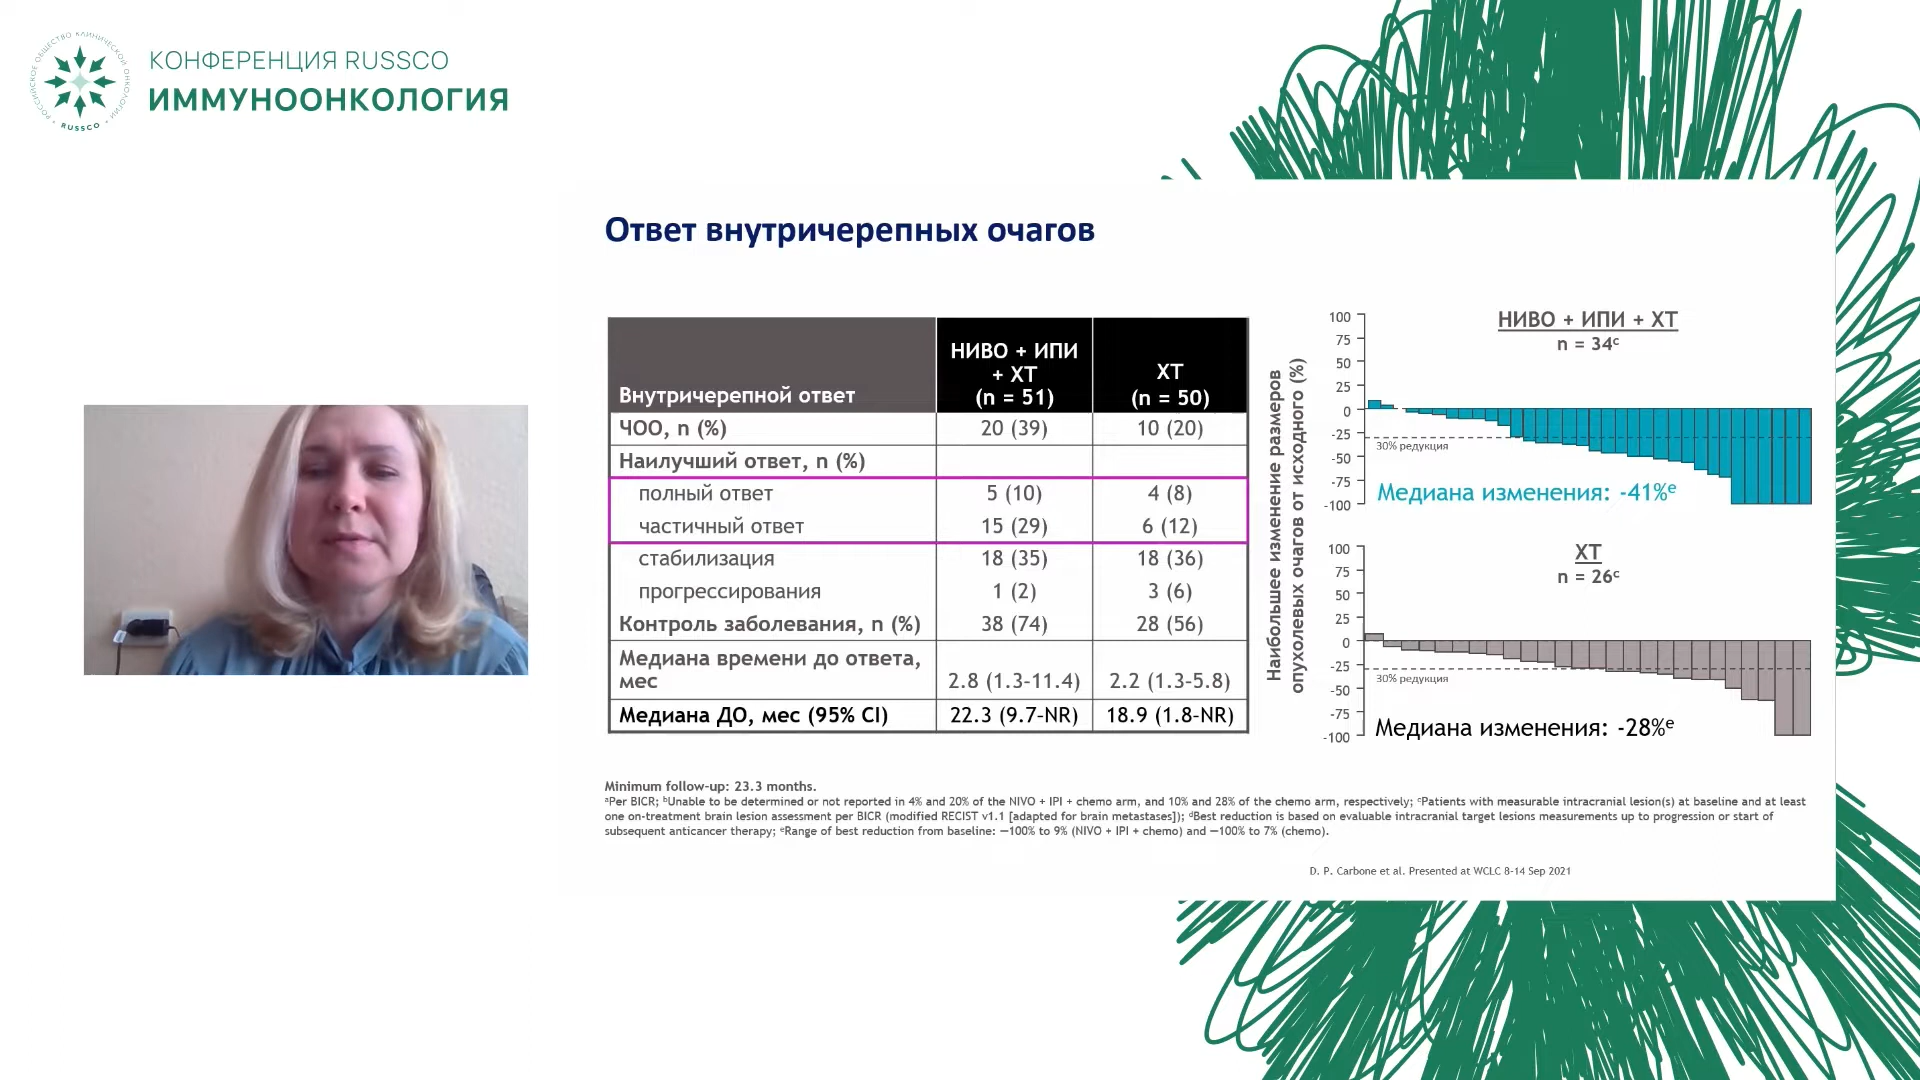 РОССИЙСКОЕ ОБЩЕСТВО КЛИНИЧЕСКОЙ ОНКОЛОГИИ
• RUSSCO •
КОНФЕРЕНЦИЯ RUSSCO
ИММУНООНКОЛОГИЯ
Ответ внутричерепных очагов
Внутричерепной ответ
НИВО + ИПИ
+ ХТ
(n = 51)
ХТ
(n = 50)
ЧОО, n (%) 20 (39) 10 (20)
Наилучший ответ, n (%)
полный ответ 5 (10) 4 (8)
частичный ответ 15 (29) 6 (12)
стабилизация 18 (35) 18 (36)
прогрессирования 1 (2) 3 (6)
Контроль заболевания, n (%) 38 (74) 28 (56)
Медиана времени до ответа,
мес 2.8 (1.3-11.4) 2.2 (1.3-5.8)
Медиана ДО, мес (95% CI) 22.3 (9.7-NR) 18.9 (1.8-NR)
Наибольшее изменение размеров
опухолевых очагов от исходного (%)
НИВО + ИПИ + ХТ
n = 34ᶜ
100
75
50
25
0
-25
-50
-75
-100
30% редукция
Медиана изменения: -41%ᵉ
ХТ
n = 26ᶜ
100
75
50
25
0
-25
-50
-75
-100
30% редукция
Медиана изменения: -28%ᵉ
Minimum follow-up: 23.3 months.
ᵃPer BICR; ᵇUnable to be determined or not reported in 4% and 20% of the NIVO + IPI + chemo arm, and 10% and 28% of the chemo arm, respectively; ᶜPatients with measurable intracranial lesion(s) at baseline and at least
one on-treatment brain lesion assessment per BICR (modified RECIST v1.1 [adapted for brain metastases]); ᵈBest reduction is based on evaluable intracranial target lesions measurements up to progression or start of
subsequent anticancer therapy; ᵉRange of best reduction from baseline: —100% to 9% (NIVO + IPI + chemo) and —100% to 7% (chemo).
D. P. Carbone et al. Presented at WCLC 8-14 Sep 2021